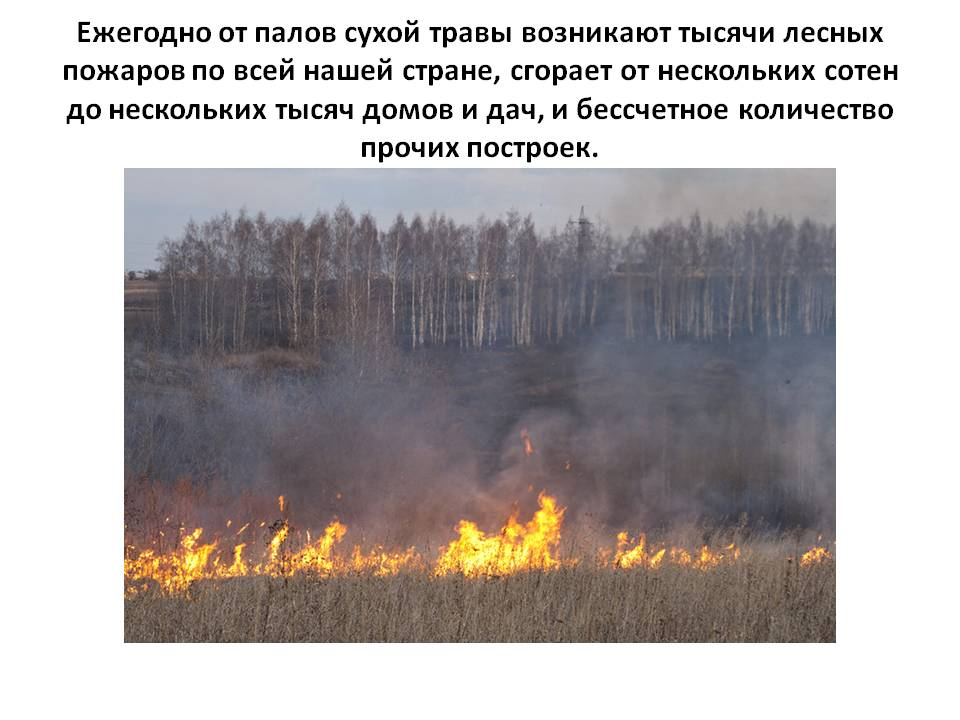 Ежегодно от палов сухой травы возникают тысячи лесных
пожаров по всей нашей стране, сгорает от нескольких сотен
до нескольких тысяч домов и дач, и бессчетное количество
прочих построек.